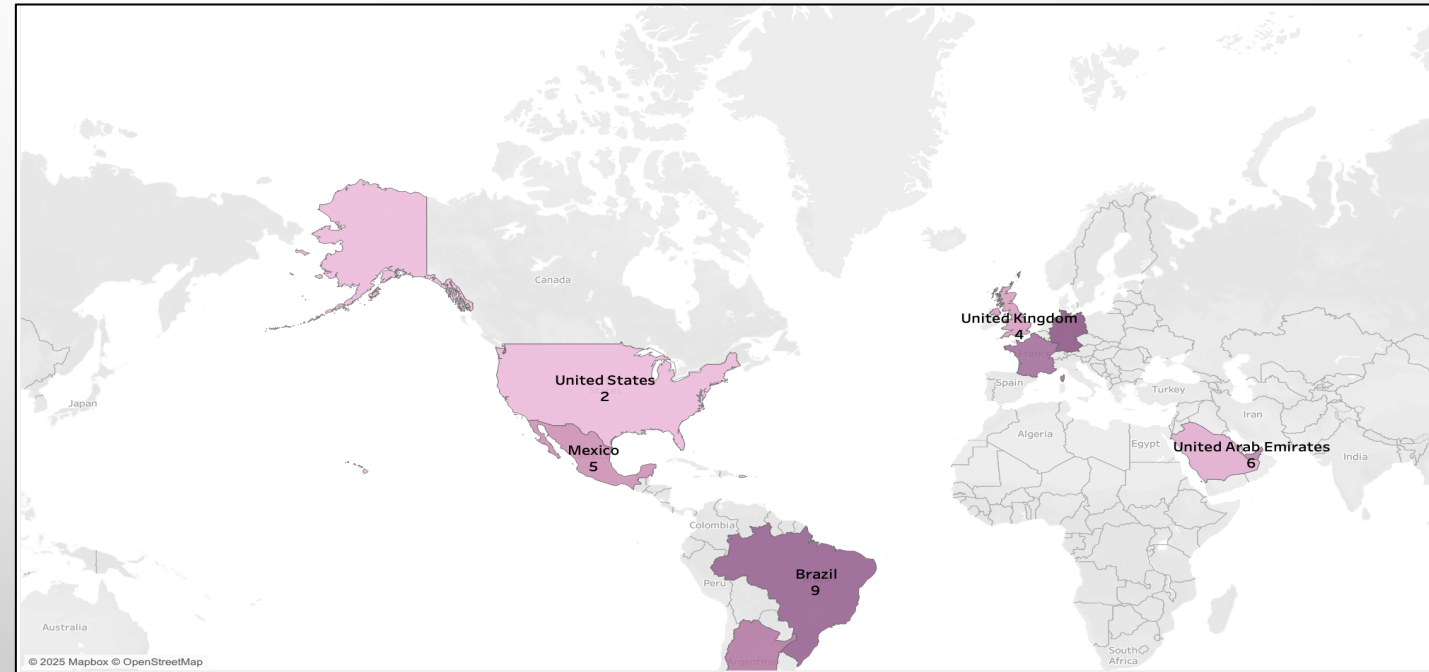 Canada
United Kingdom
4
France
United States
2
Spain
Turkey
Japan
Iran
Algeria
Egypt
United Arab Emirates
6
India
Mexico
5
Colombia
Peru
Brazil
9
Australia
South
Africa
Argentina
© 2025 Mapbox © OpenStreetMap